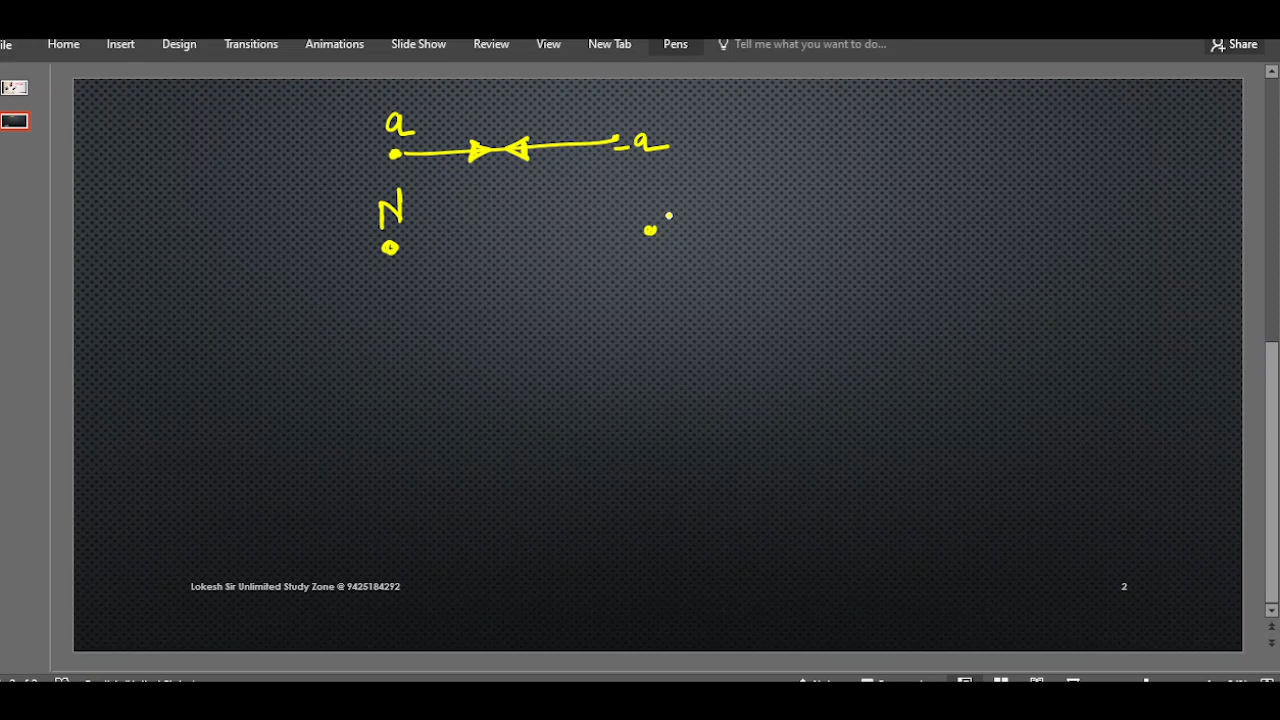 Home Insert Design Transitions Animations Slide Show Review View New Tab Pens Tell me what you want to do... Share
q
-q
N
Lokesh Sir Unlimited Study Zone @ 9425184292
2